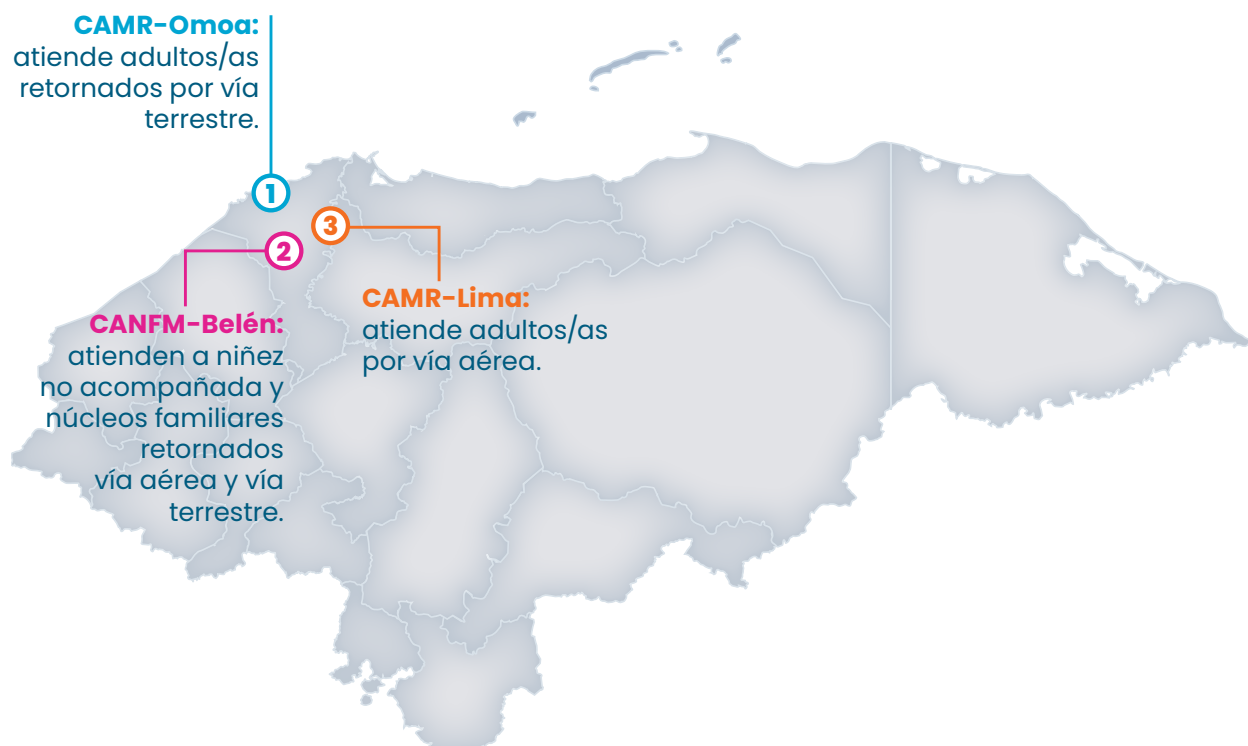 CAMR-Omoa:
atiende adultos/as
retornados por vía
terrestre.
1
3
2
CAMR-Lima:
atiende adultos/as
por vía aérea.
CANFM-Belén:
atienden a niñez
no acompañada y
núcleos familiares
retornados
vía aérea y vía
terrestre.